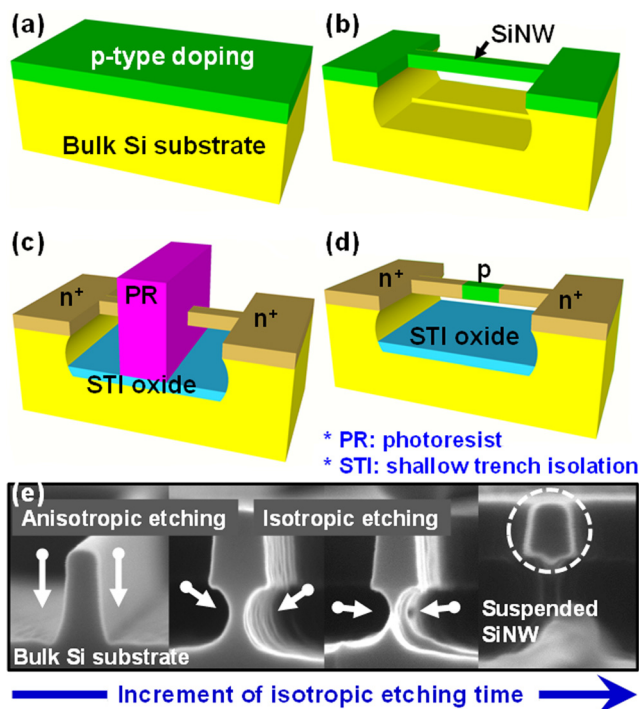 (a)
p-type doping
Bulk Si substrate
(b)
SiNW
(c)
n+
PR
n+
STI oxide
(d)
n+
p
n+
STI oxide
* PR: photoresist
* STI: shallow trench isolation
(e)
Anisotropic etching
Isotropic etching
Bulk Si substrate
Suspended
SiNW
Increment of isotropic etching time